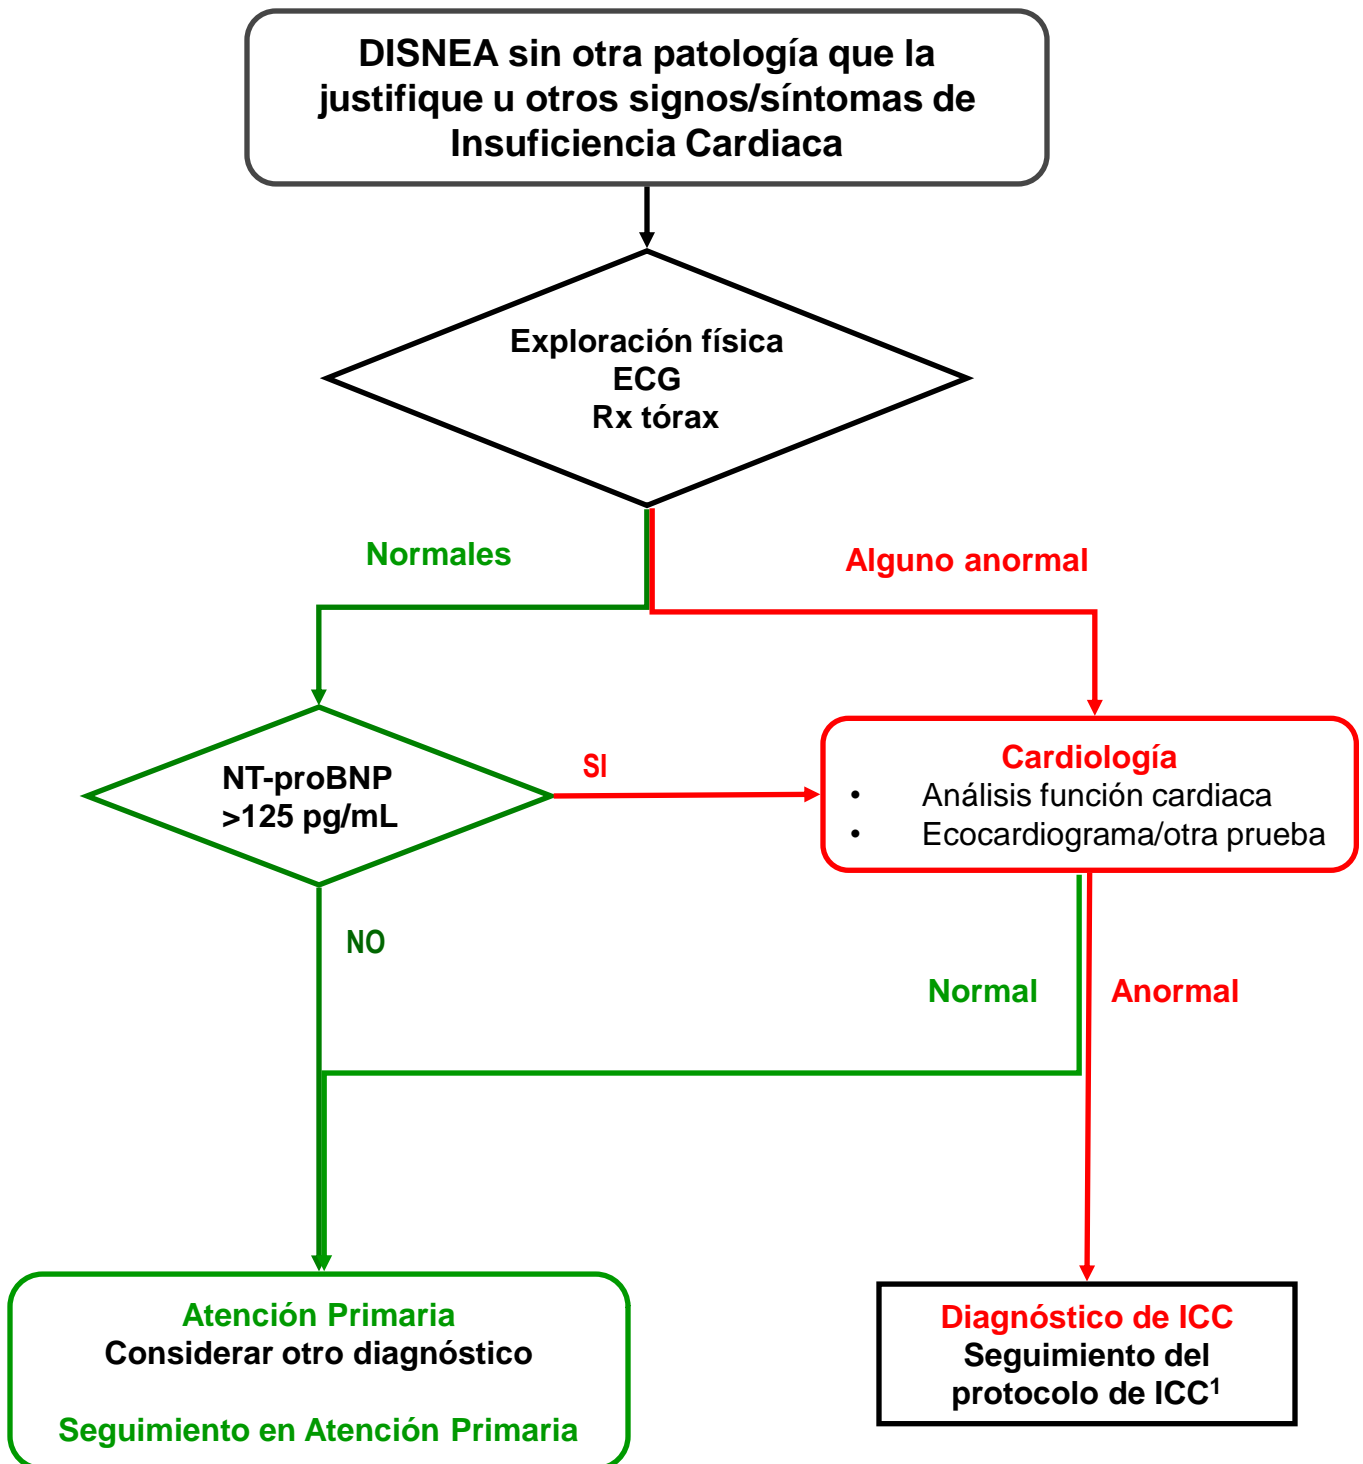 DISNEA sin otra patología que la
justifique u otros signos/síntomas de
Insuficiencia Cardiaca
Exploración física
ECG
Rx tórax
Normales
Alguno anormal
NT-proBNP
>125 pg/mL
SI
Cardiología
• Análisis función cardiaca
• Ecocardiograma/otra prueba
NO
Normal
Anormal
Atención Primaria
Considerar otro diagnóstico
Seguimiento en Atención Primaria
Diagnóstico de ICC
Seguimiento del
protocolo de ICC¹